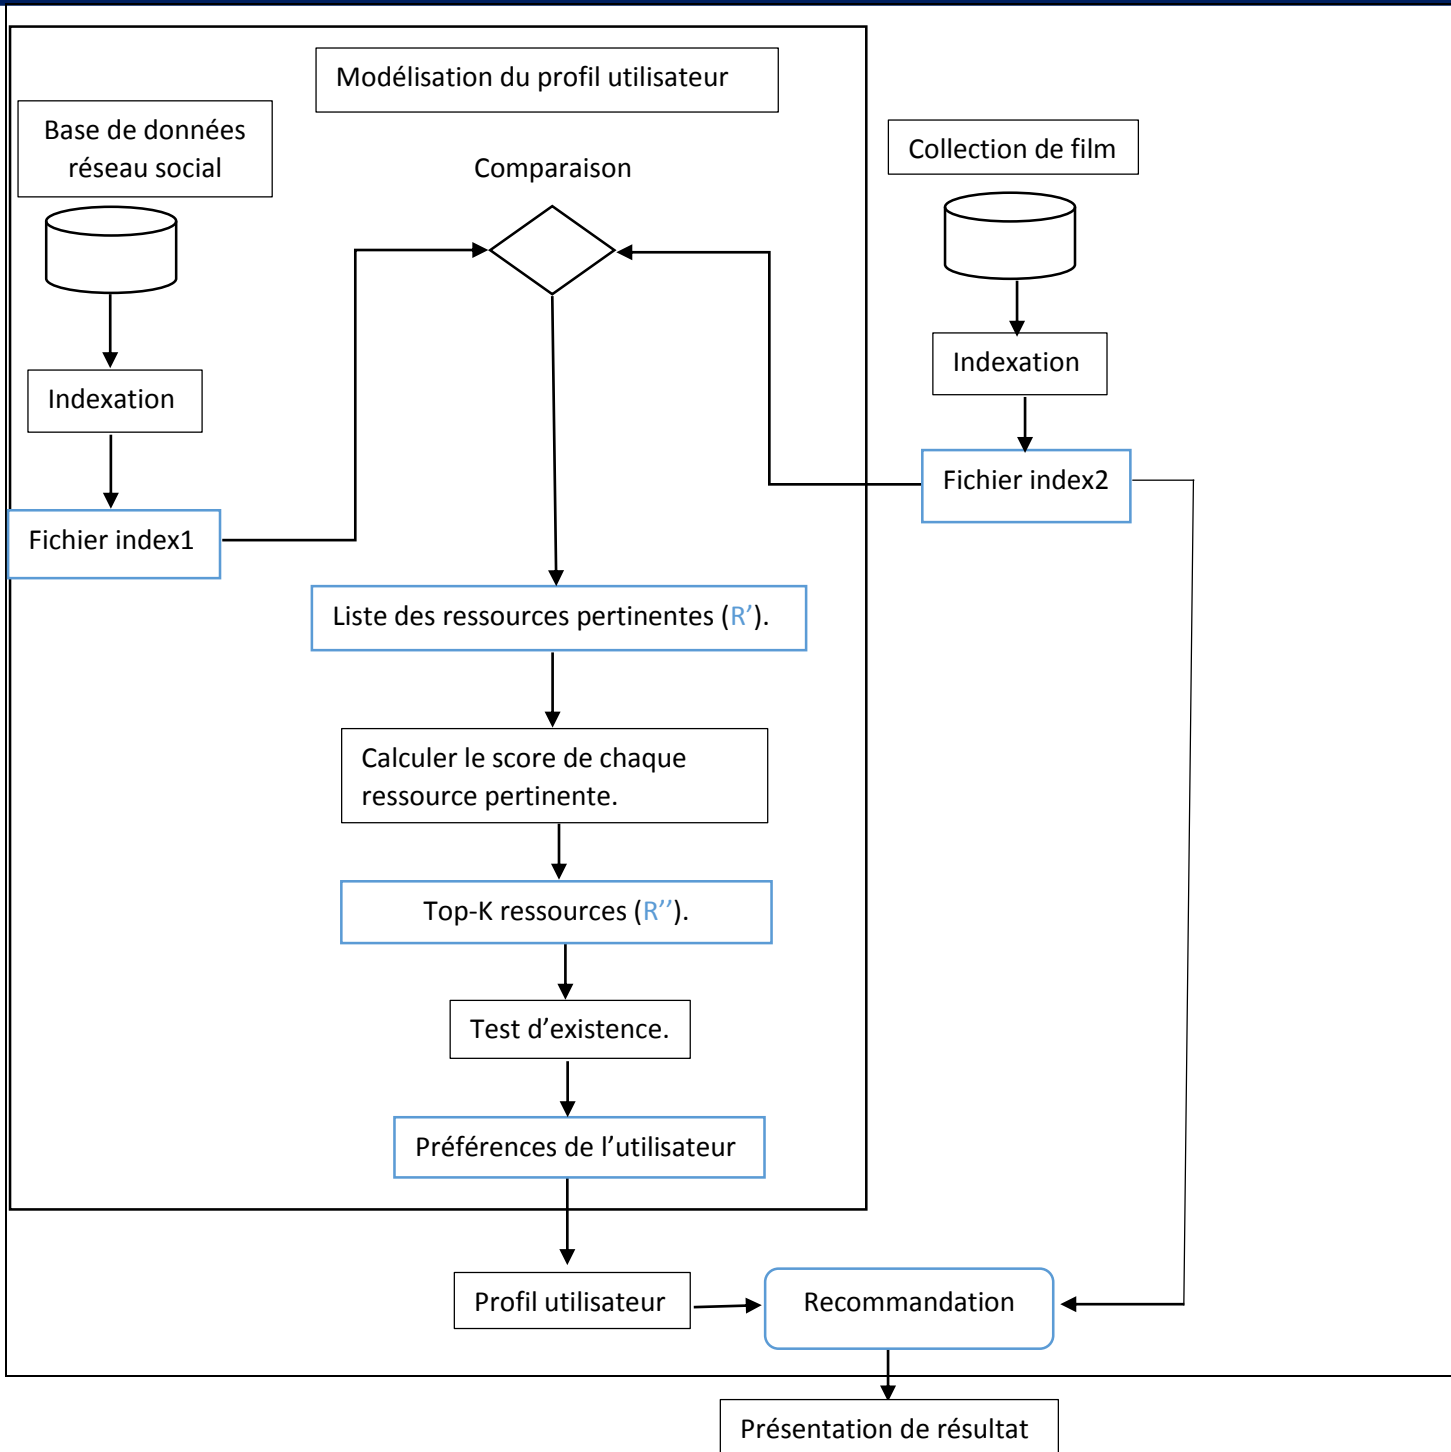 Modélisation du profil utilisateur
Base de données
réseau social
Comparaison
Collection de film
Indexation
Indexation
Fichier index1
Fichier index2
Liste des ressources pertinentes (R’).
Calculer le score de chaque
ressource pertinente.
Top-K ressources (R’’).
Test d’existence.
Préférences de l’utilisateur
Profil utilisateur
Recommandation
Présentation de résultat